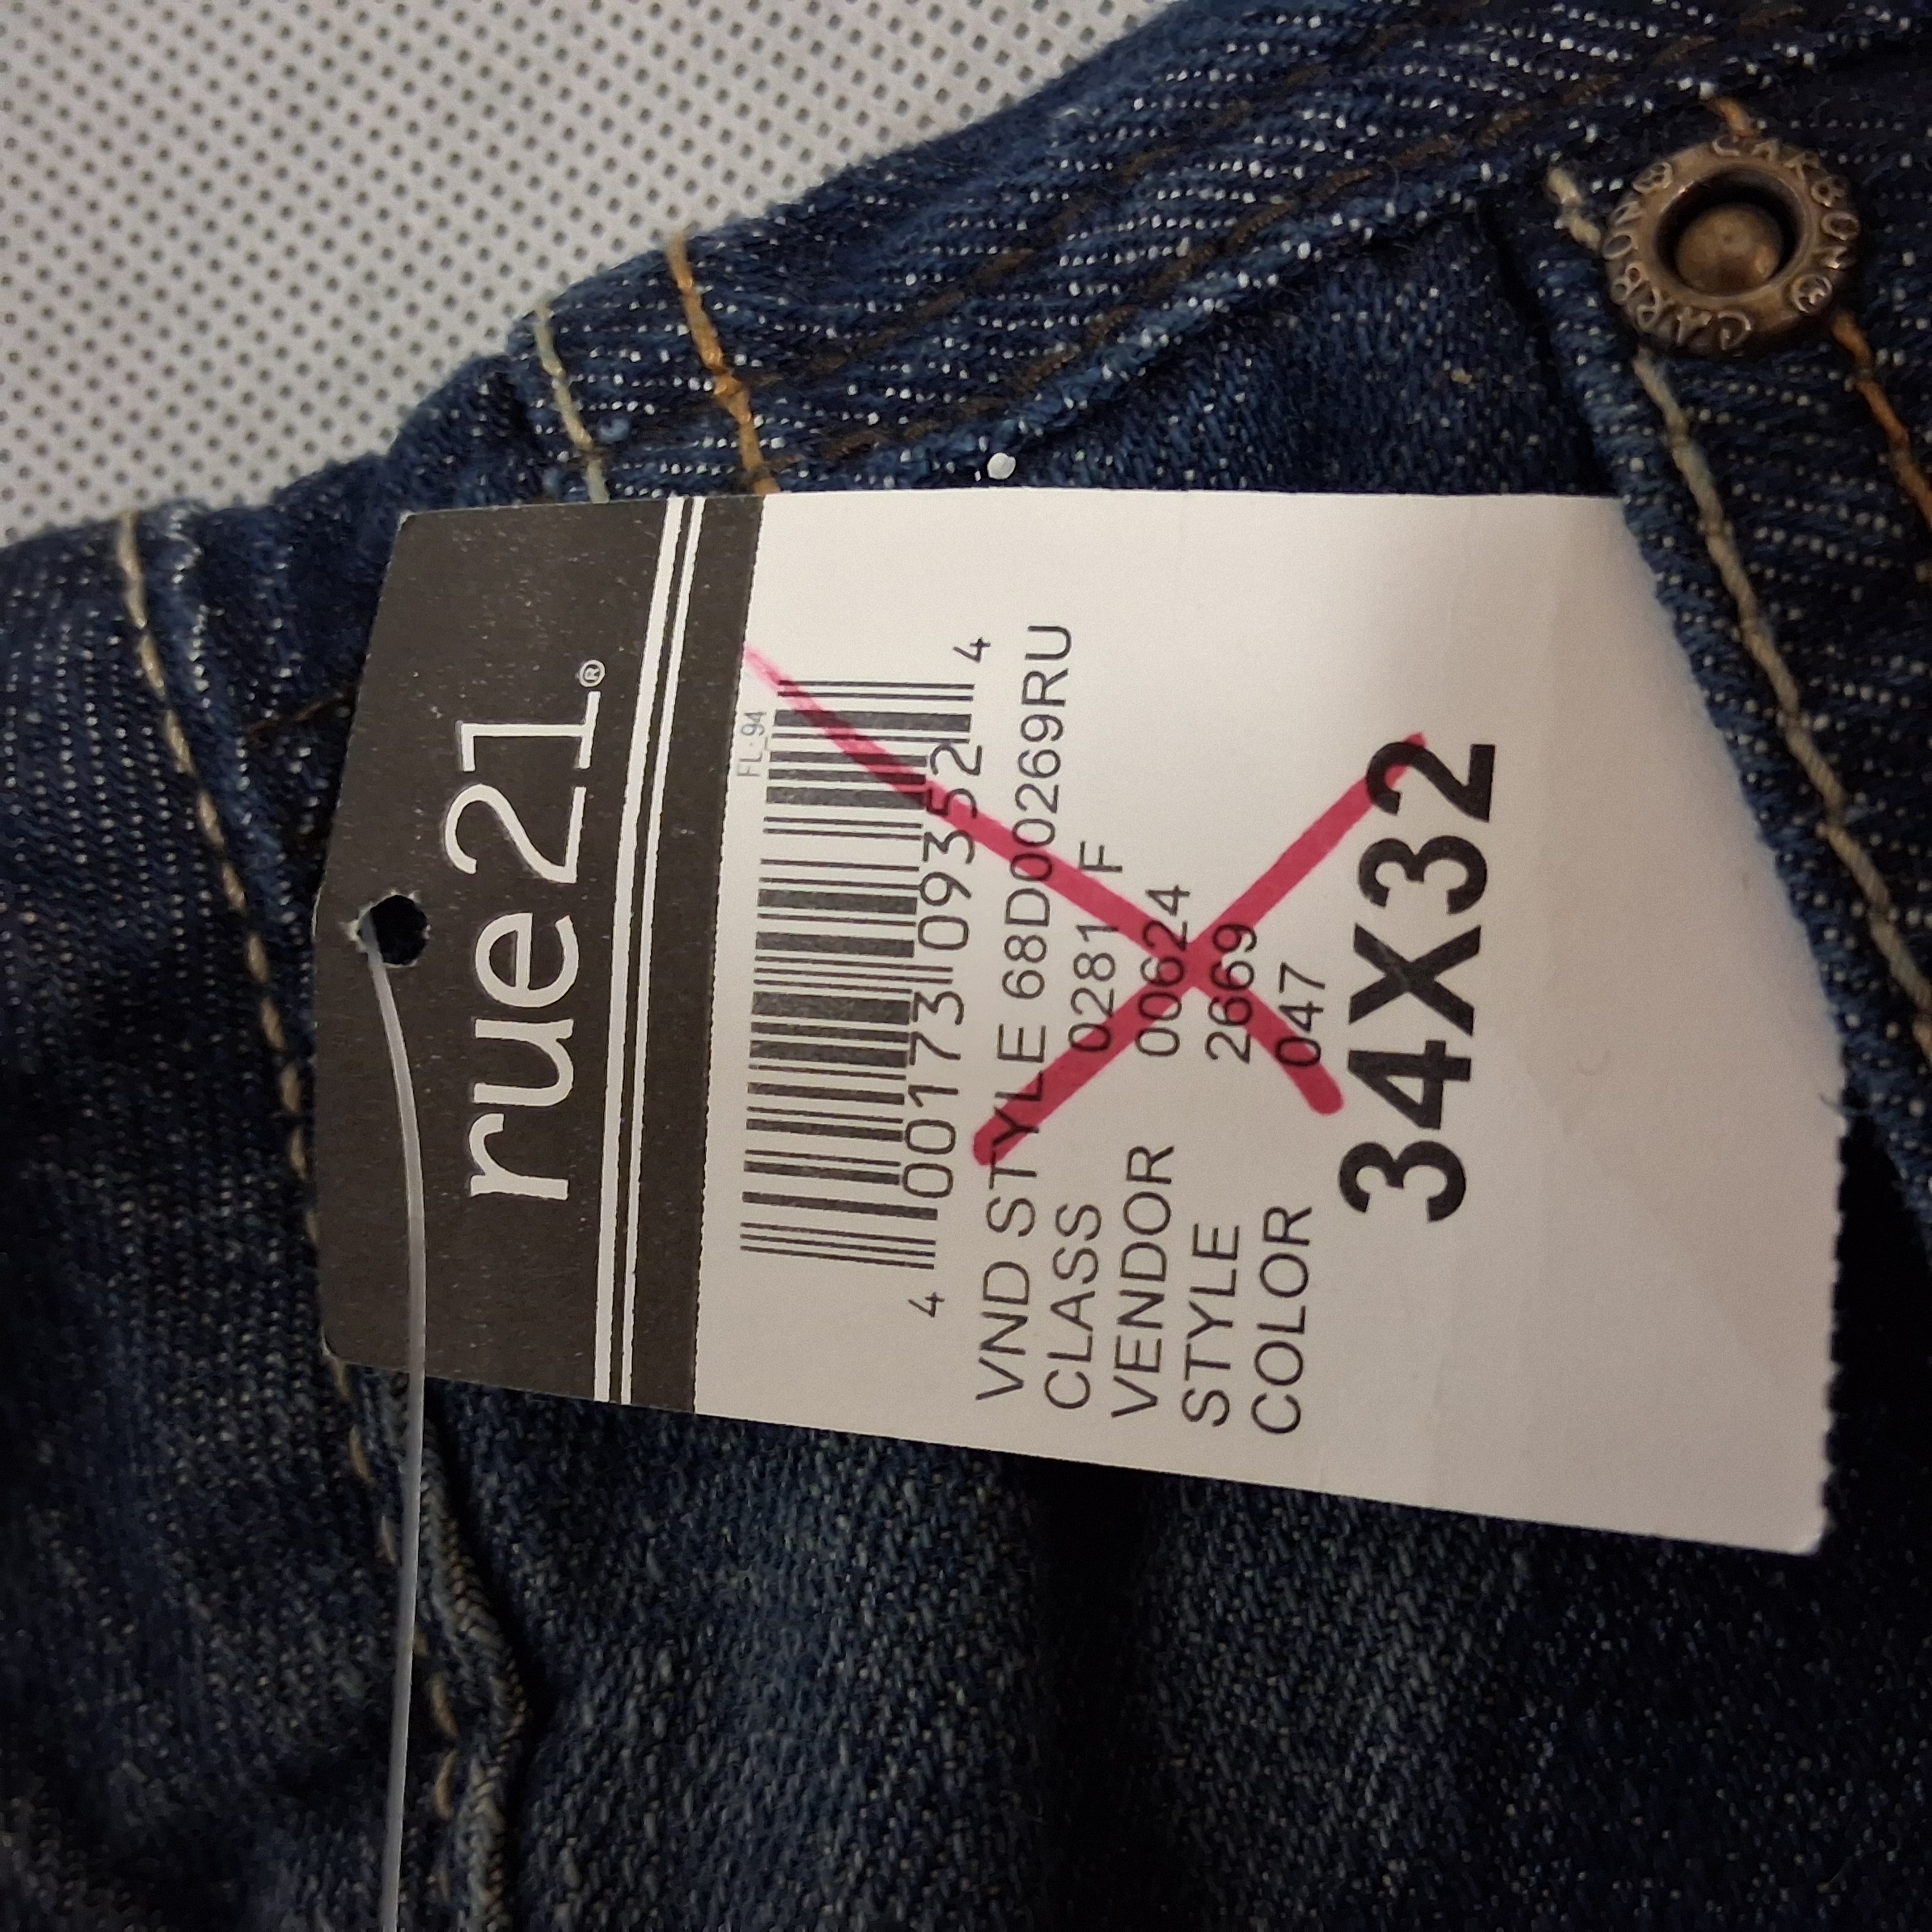 rue21®
FL_94
4 00173 09352 4
VND STYLE 68D00269RU
CLASS 0281 F
VENDOR 00624
STYLE 2669
COLOR 047
34X32
CARBON
CARBON